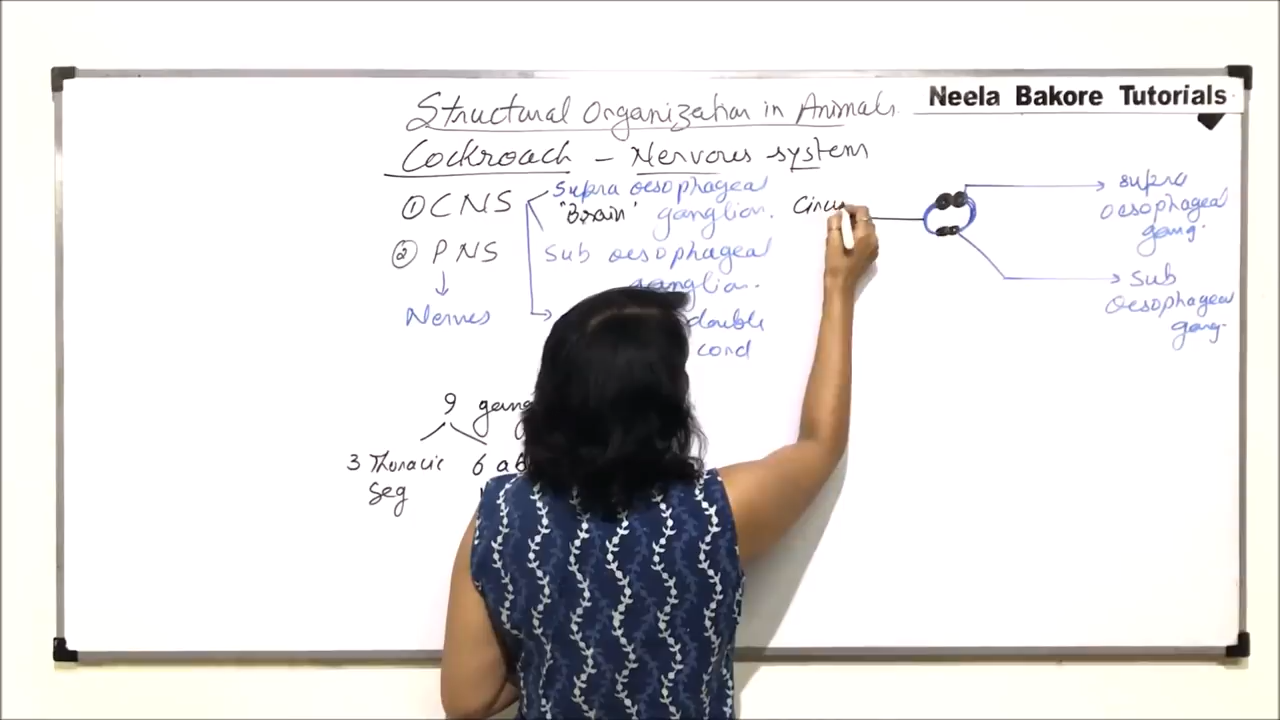 Neela Bakore Tutorials
Structural Organization in Animals.
Cockroach - Nervous system
① CNS
Supra oesophageal
"Brain" ganglion.
② PNS
Sub oesophageal
ganglion.
Nerves
double
cord
9 gang
3 Thoracic
Seg
6 ab
Circu
supra
oesophageal
gang.
Sub
oesophageal
gang.